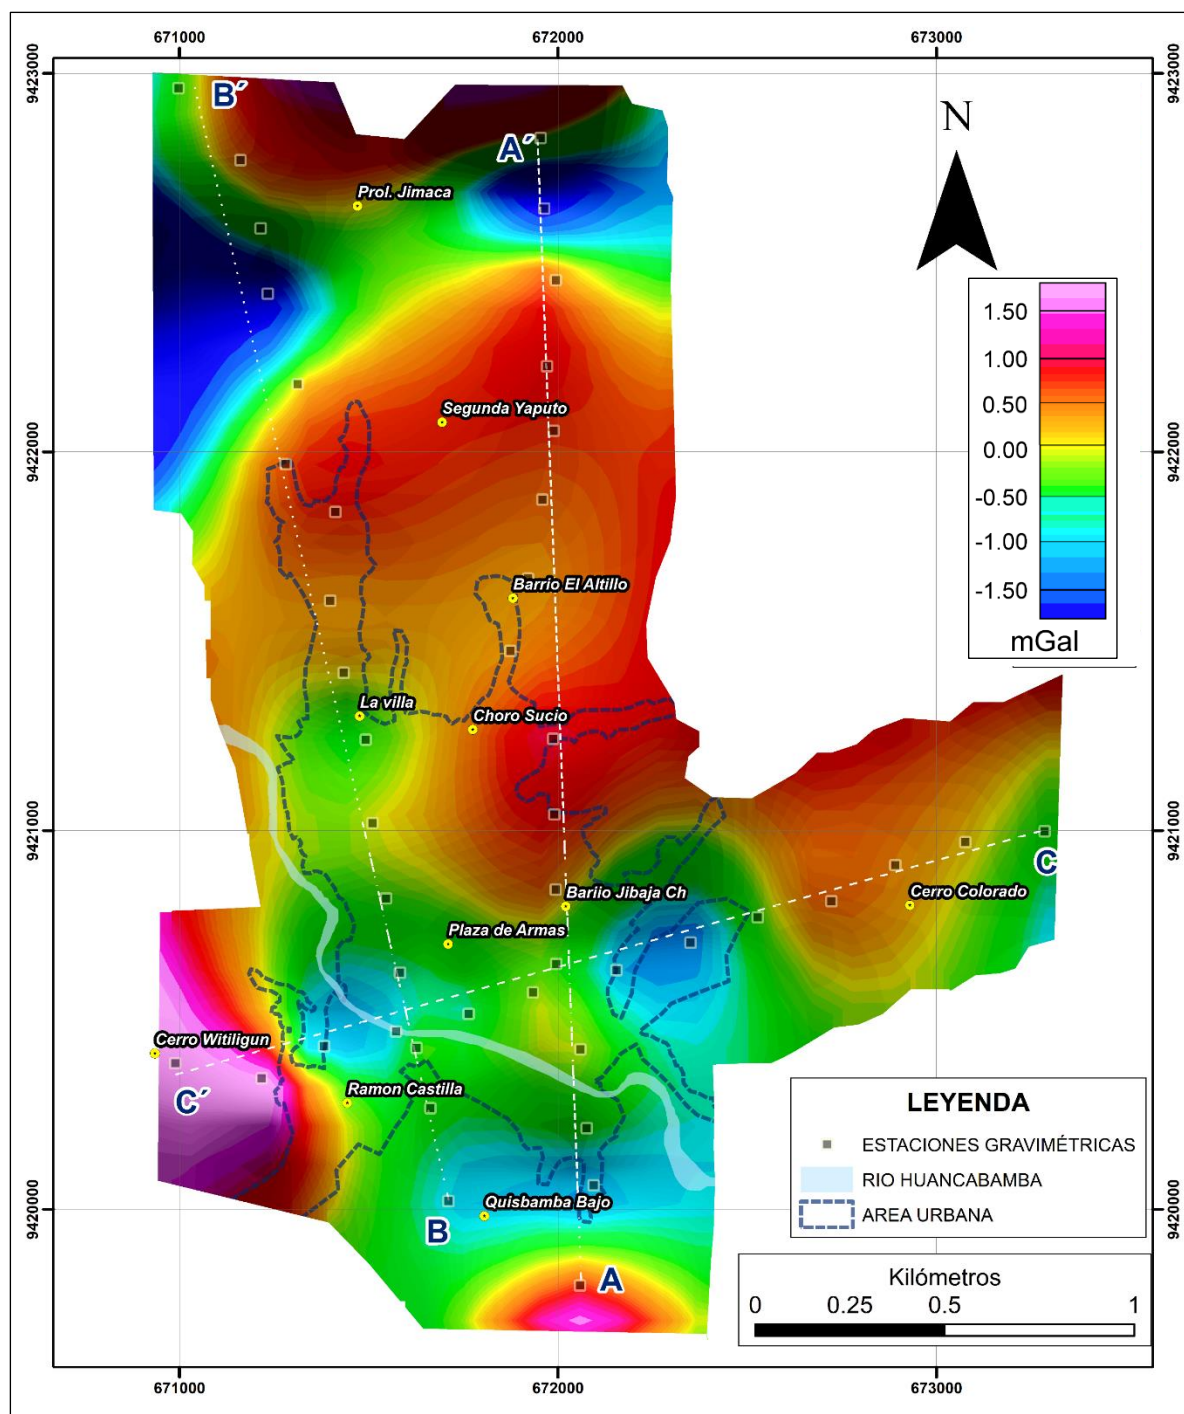 671000
672000
673000
9423000
9423000
B´
A´
N
Prol. Jimaca
1.50
1.00
0.50
0.00
-0.50
-1.00
-1.50
mGal
Segunda Yaputo
9422000
9422000
Barrio El Altillo
La villa
Choro Sucio
9421000
9421000
C
Bariio Jibaja Ch
Cerro Colorado
Plaza de Armas
Cerro Witiligun
C´
Ramon Castilla
LEYENDA
ESTACIONES GRAVIMÉTRICAS
RIO HUANCABAMBA
AREA URBANA
Quisbamba Bajo
9420000
9420000
B
A
Kilómetros
0
0.25
0.5
1
671000
672000
673000